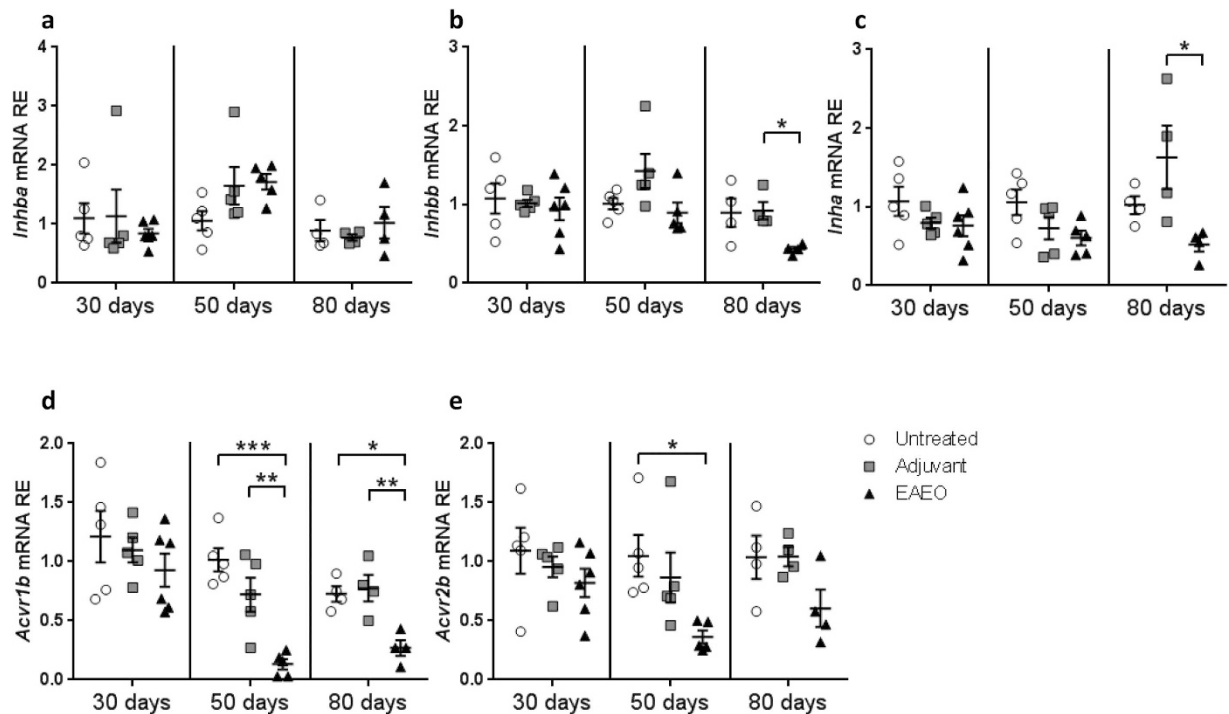 a
b
c
Inhba mRNA RE
4
3
2
1
0
30 days
50 days
80 days
Inhbb mRNA RE
3
2
1
0
*
30 days
50 days
80 days
Inha mRNA RE
3
2
1
0
*
30 days
50 days
80 days
d
e
Acvr1b mRNA RE
2.0
1.5
1.0
0.5
0.0
***
**
*
**
30 days
50 days
80 days
Acvr2b mRNA RE
2.0
1.5
1.0
0.5
0.0
*
30 days
50 days
80 days
Untreated
Adjuvant
EAEO